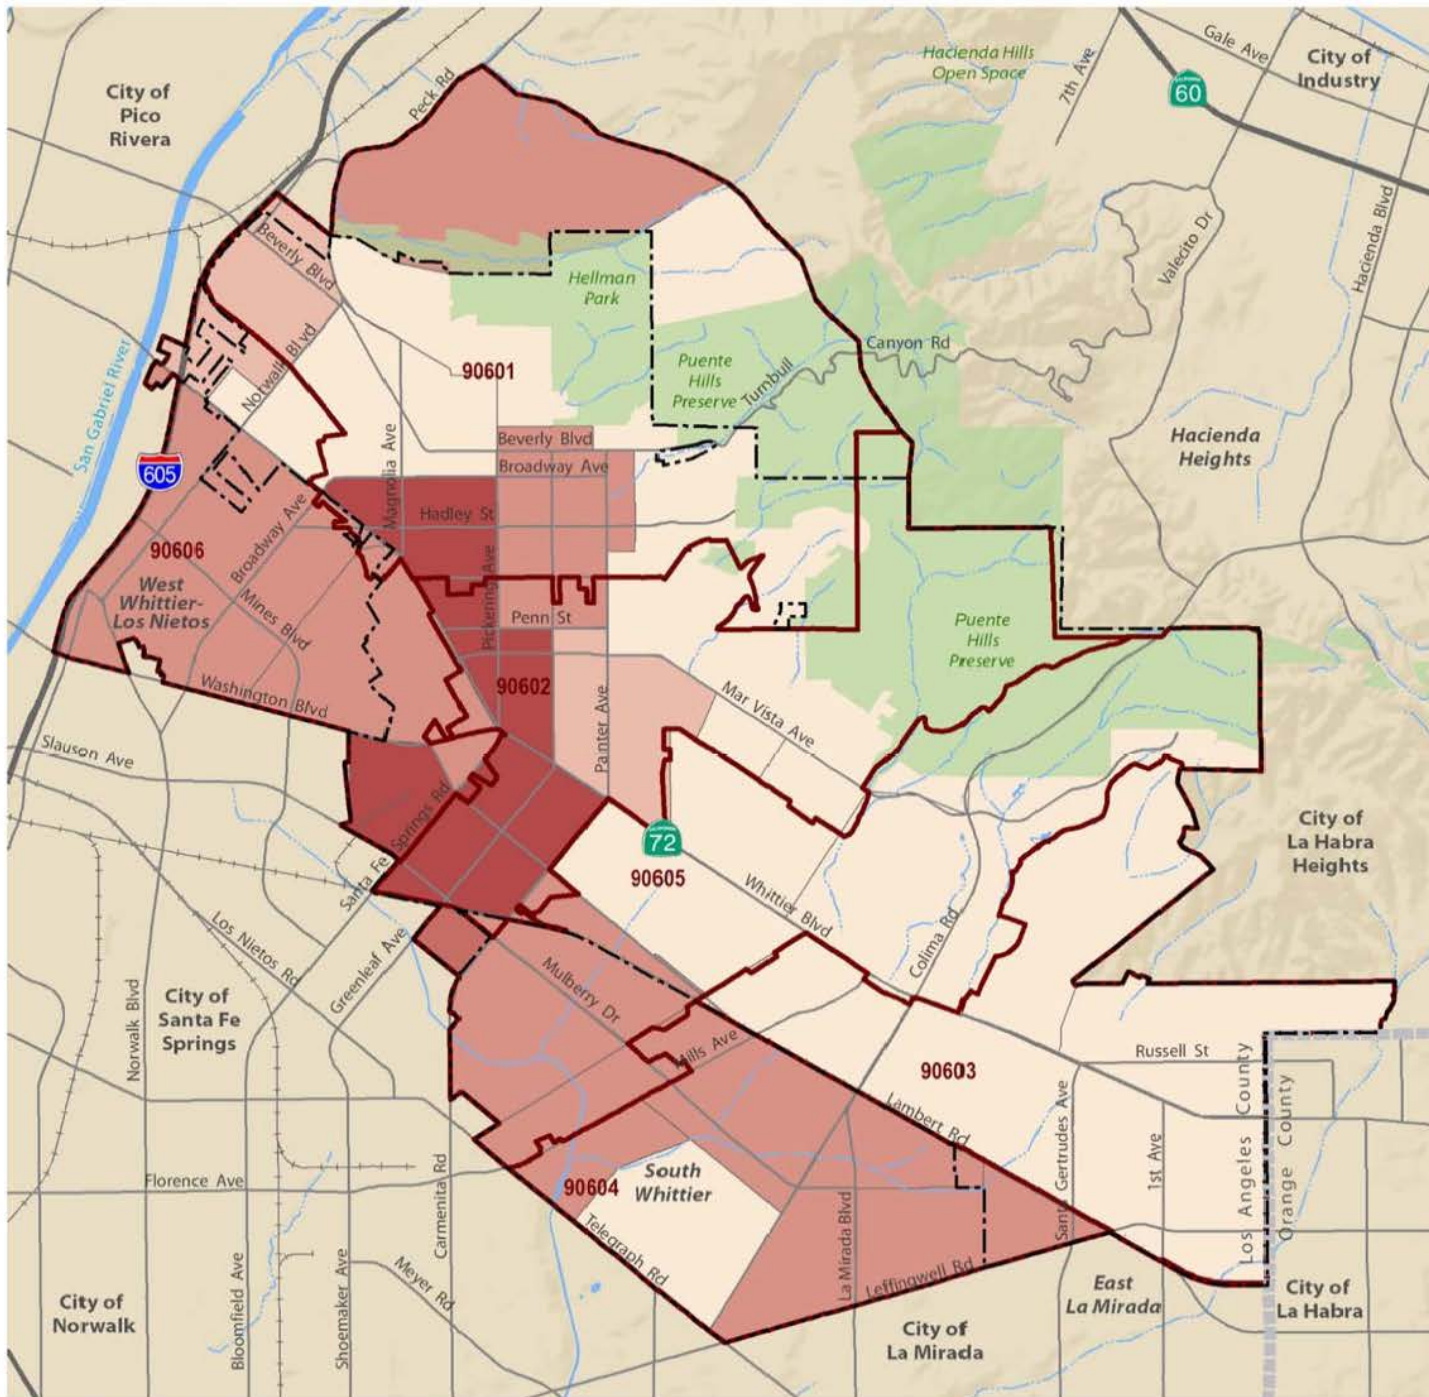 Hacienda Hills
Open Space
7th Ave
Gale Ave
City of
Industry
CALIFORNIA
60
City of
Pico
Rivera
Peck Rd
Hacienda Blvd
Valecito Dr
Beverly Blvd
Hellman
Park
Norwalk Blvd
San Gabriel River
90601
Puente
Hills
Preserve
Turnbull
Canyon Rd
Hacienda
Heights
605
Magnolia Ave
Beverly Blvd
Broadway Ave
Hadley St
90606
West
Whittier-
Los Nietos
Broadway Ave
Mines Blvd
Pickering Ave
Penn St
Puente
Hills
Preserve
90602
Washington Blvd
Painter Ave
Mar Vista Ave
Slauson Ave
Santa Fe Springs Rd
72
90605
Whittier Blvd
Colima Rd
City of
La Habra
Heights
Los Nietos Rd
Greenleaf Ave
Mulberry Dr
Norwalk Blvd
City of
Santa Fe
Springs
Mills Ave
90603
Russell St
Lambert Rd
Santa Gertrudes Ave
1st Ave
Los Angeles County
Orange County
Florence Ave
Carmenita Rd
90604
South
Whittier
Telegraph Rd
La Mirada Blvd
Leffingwell Rd
City of
Norwalk
Bloomfield Ave
Shoemaker Ave
Meyer Rd
East
La Mirada
City of
La Habra
City of
La Mirada